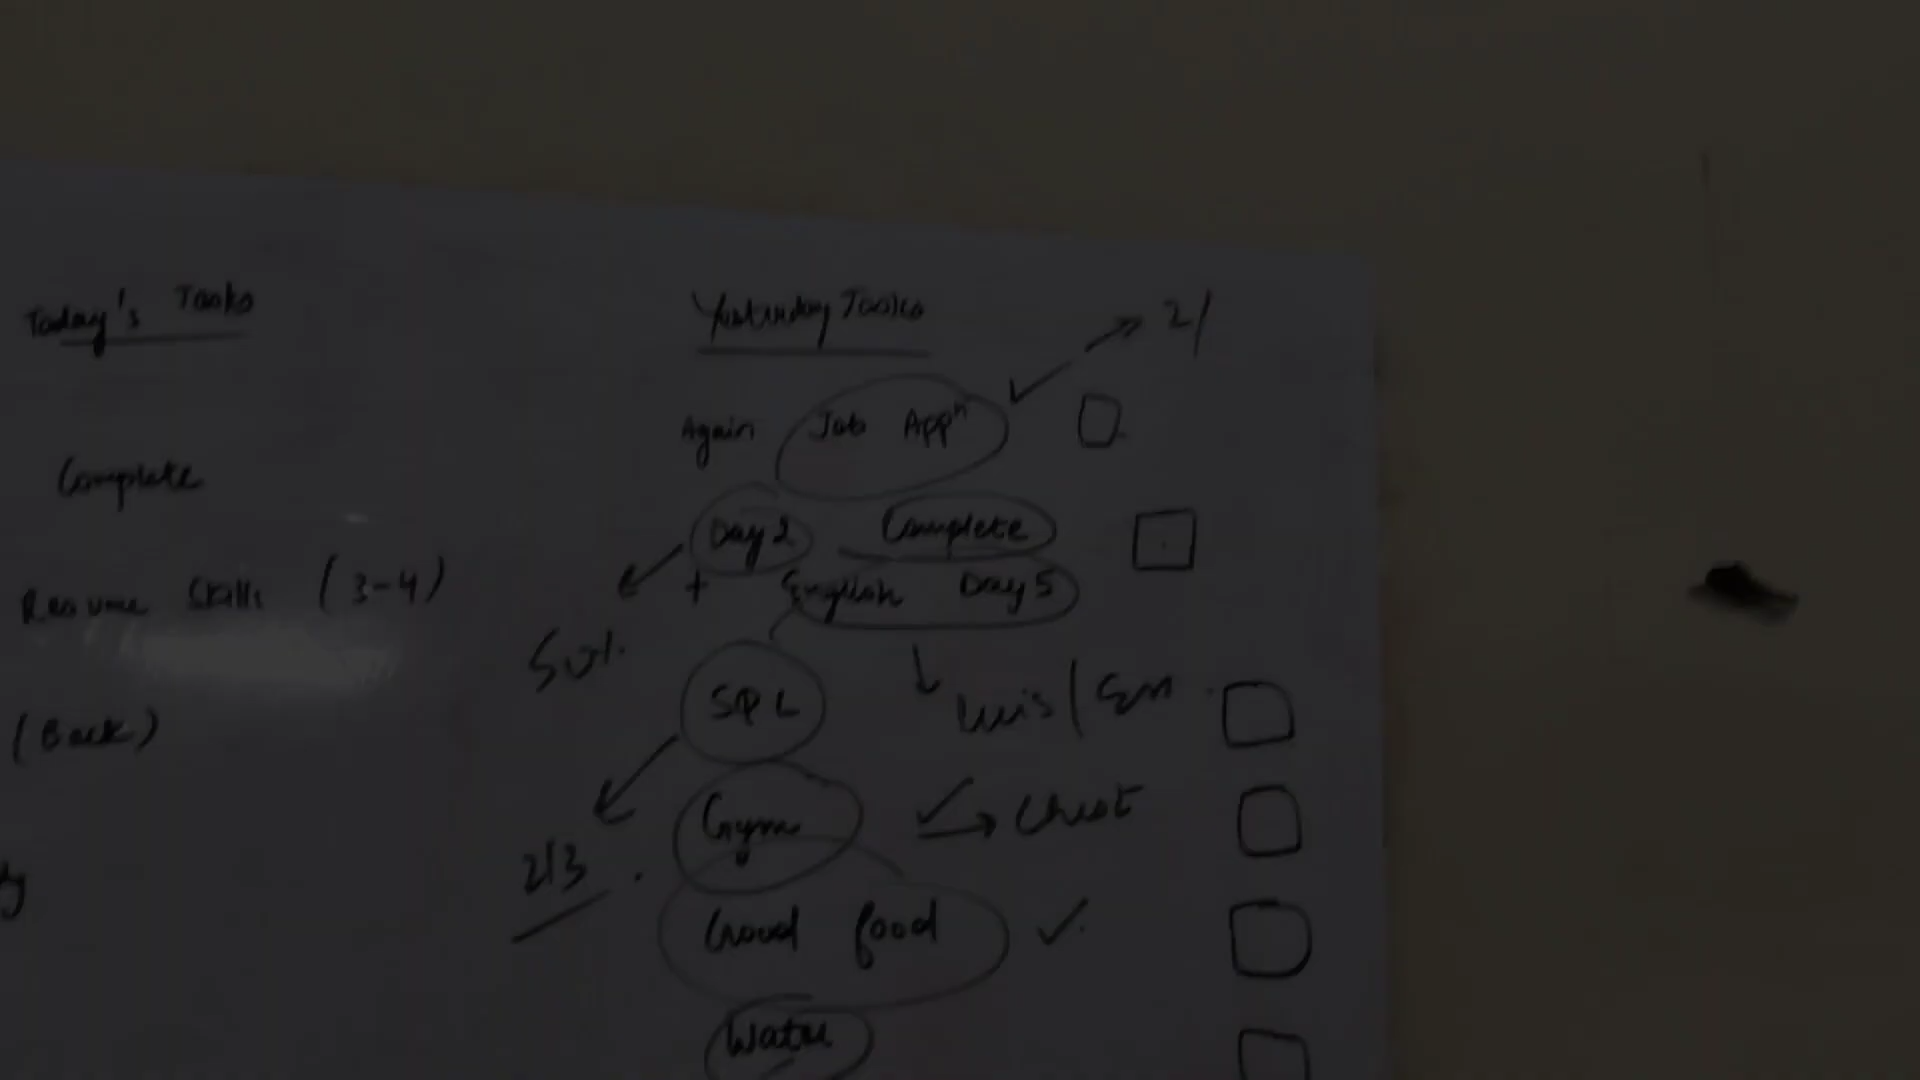 Today's Tasks
Complete
Resume Skills (3-4)
(Back)
Yesterday Tasks
2/
Again Job Appⁿ
Day 2 Complete
+ English Day 5
50%
SQL
Gym → Chest
2/3
Good food
Water